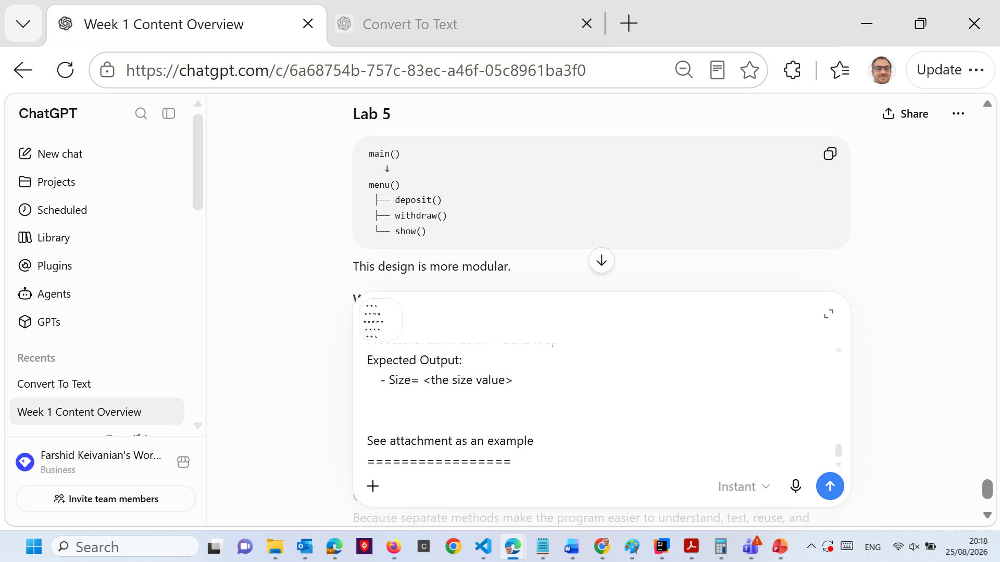 Week 1 Content Overview
Convert To Text
https://chatgpt.com/c/6a68754b-757c-83ec-a46f-05c8961ba3f0
Update
ChatGPT
New chat
Projects
Scheduled
Library
Plugins
Agents
GPTs
Recents
Convert To Text
Week 1 Content Overview
Farshid Keivanian's Wor...
Business
Invite team members
Lab 5
Share
main()
↓
menu()
├── deposit()
├── withdraw()
└── show()
This design is more modular.
***
****
*****
****
***
Expected Output:
- Size= <the size value>
See attachment as an example
=================
Instant
Because separate methods make the program easier to understand, test, reuse, and
Search
ENG
20:18
25/08/2026